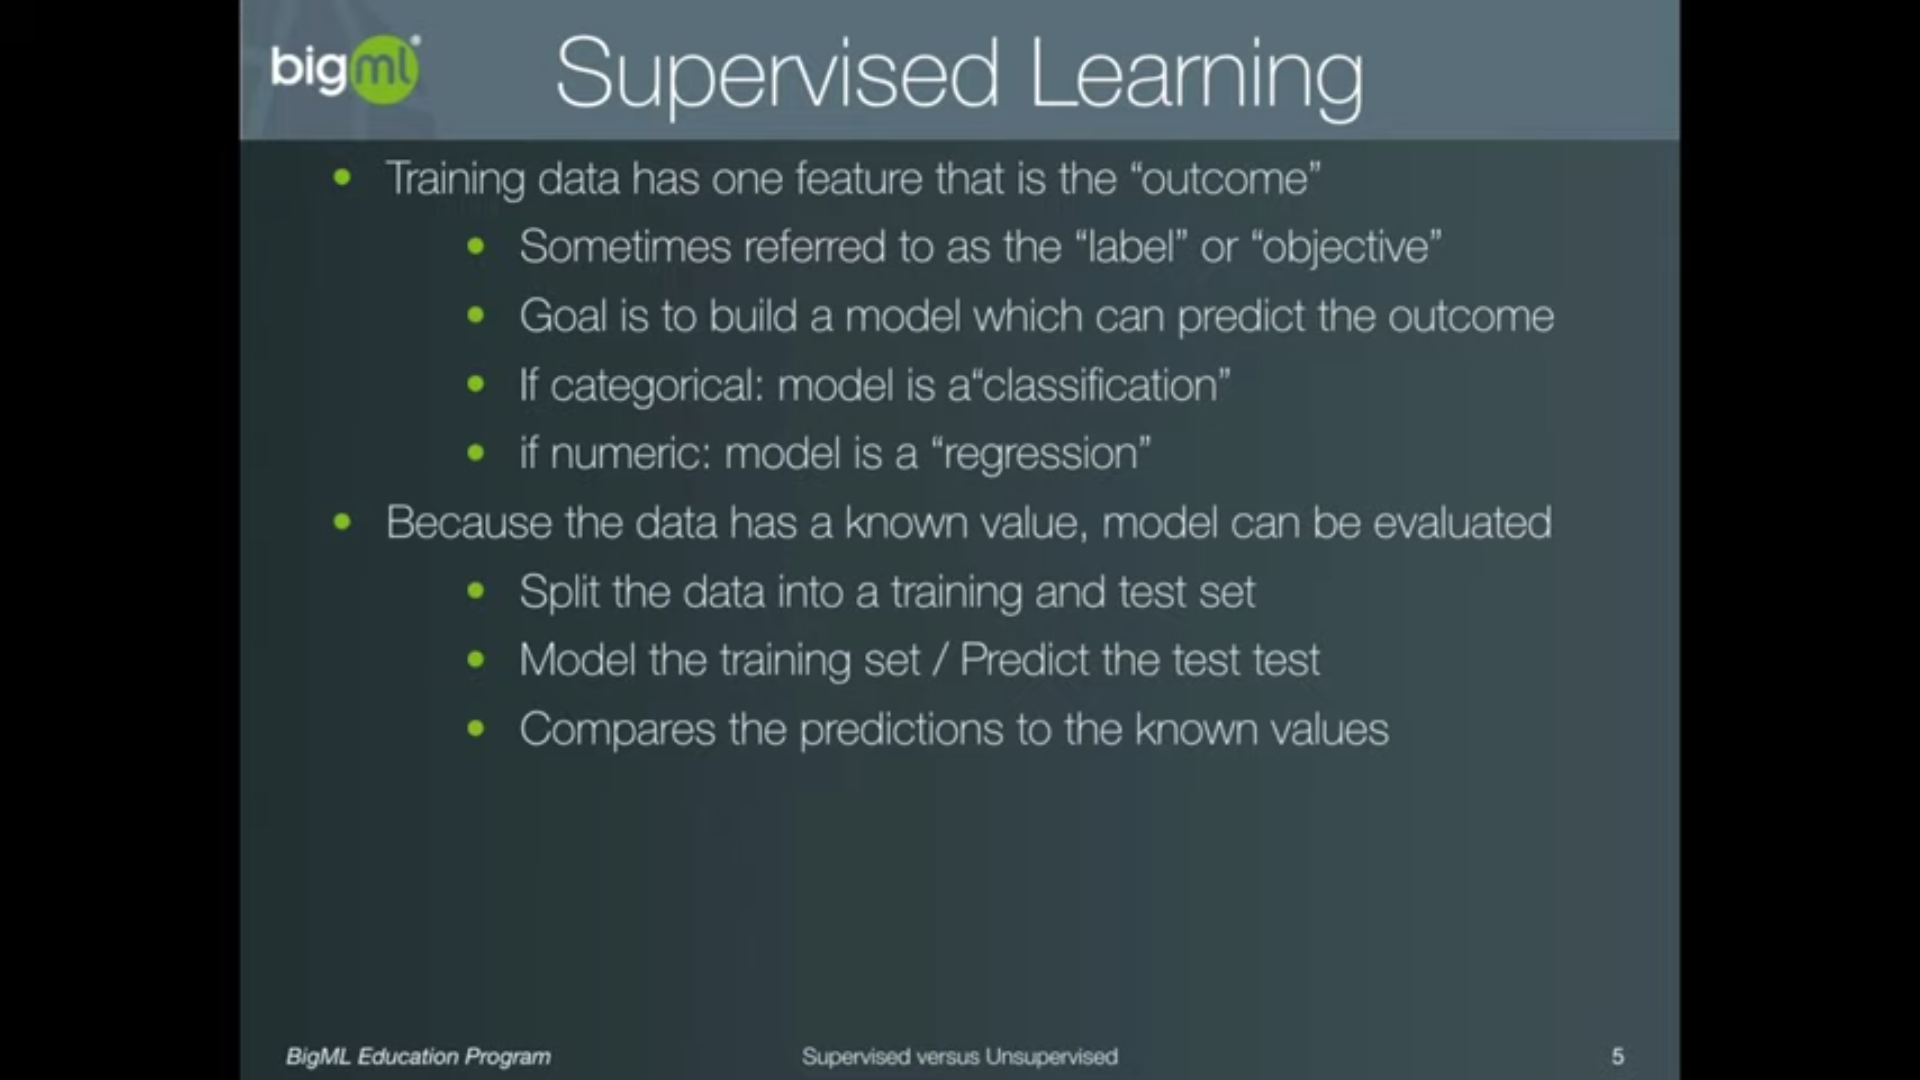 bigml
Supervised Learning
Training data has one feature that is the “outcome”
Sometimes referred to as the “label” or “objective”
Goal is to build a model which can predict the outcome
If categorical: model is a“classification”
if numeric: model is a “regression”
Because the data has a known value, model can be evaluated
Split the data into a training and test set
Model the training set / Predict the test test
Compares the predictions to the known values
BigML Education Program
Supervised versus Unsupervised
5